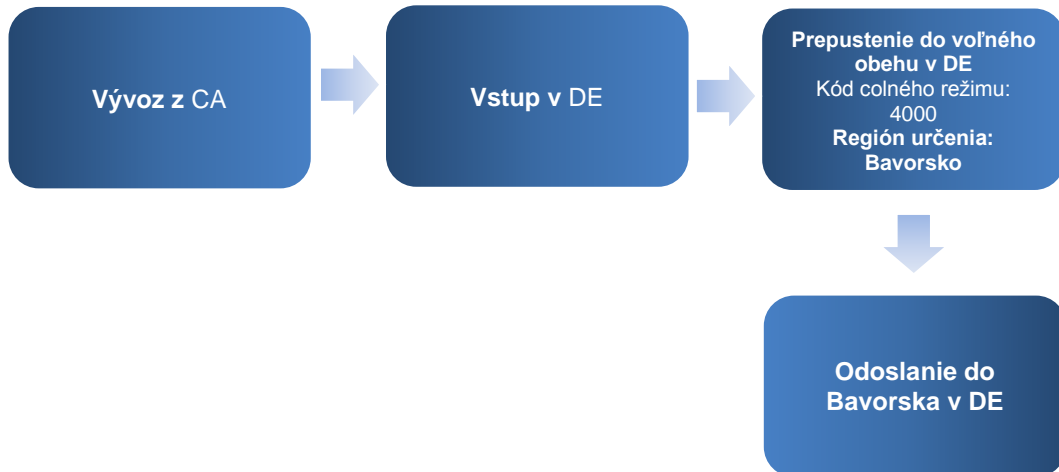 Vývoz z CA
Vstup v DE
Prepustenie do voľného
obehu v DE
Kód colného režimu:
4000
Región určenia:
Bavorsko
Odoslanie do
Bavorska v DE